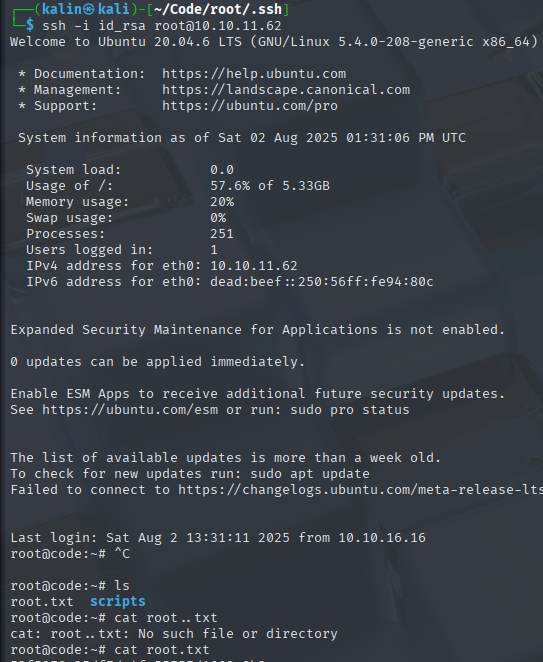 ┌──(kalin㉿kali)-[~/Code/root/.ssh]
└─$ ssh -i id_rsa root@10.10.11.62
Welcome to Ubuntu 20.04.6 LTS (GNU/Linux 5.4.0-208-generic x86_64)
* Documentation: https://help.ubuntu.com
* Management: https://landscape.canonical.com
* Support: https://ubuntu.com/pro
System information as of Sat 02 Aug 2025 01:31:06 PM UTC
System load: 0.0
Usage of /: 57.6% of 5.33GB
Memory usage: 20%
Swap usage: 0%
Processes: 251
Users logged in: 1
IPv4 address for eth0: 10.10.11.62
IPv6 address for eth0: dead:beef::250:56ff:fe94:80c
Expanded Security Maintenance for Applications is not enabled.
0 updates can be applied immediately.
Enable ESM Apps to receive additional future security updates.
See https://ubuntu.com/esm or run: sudo pro status
The list of available updates is more than a week old.
To check for new updates run: sudo apt update
Failed to connect to https://changelogs.ubuntu.com/meta-release-lts
Last login: Sat Aug 2 13:31:11 2025 from 10.10.16.16
root@code:~# ^C
root@code:~# ls
root.txt scripts
root@code:~# cat root..txt
cat: root..txt: No such file or directory
root@code:~# cat root.txt